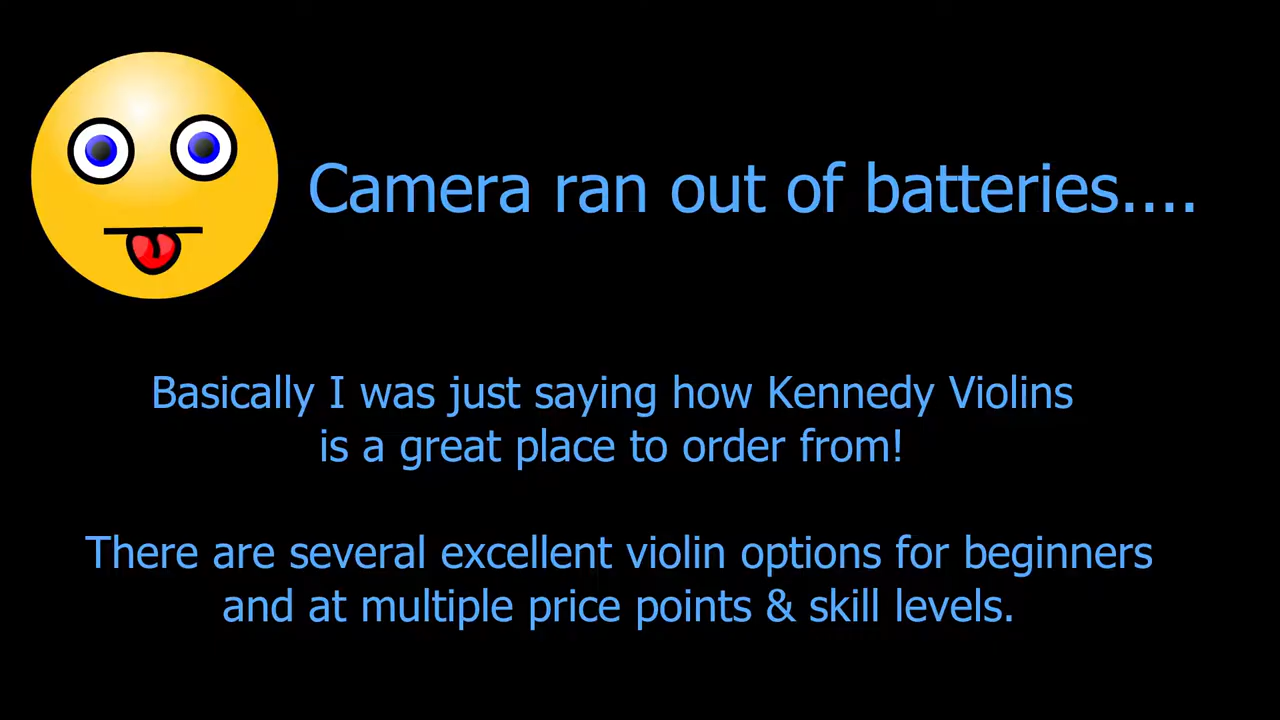 Camera ran out of batteries....
Basically I was just saying how Kennedy Violins
is a great place to order from!
There are several excellent violin options for beginners
and at multiple price points & skill levels.